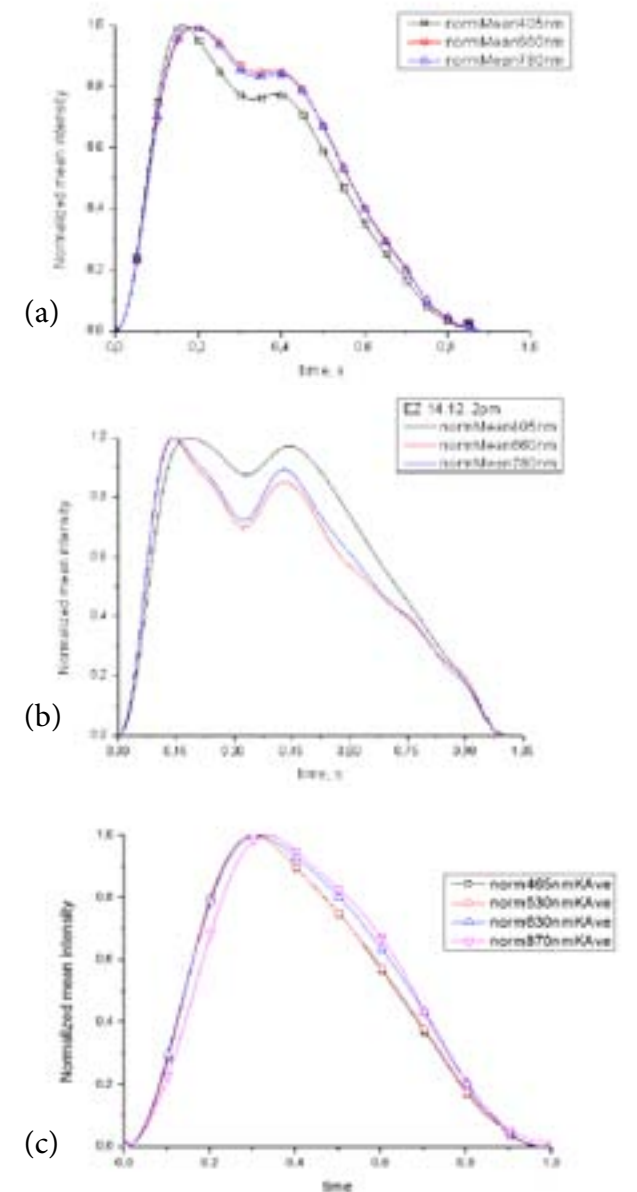 1,0
0,8
0,6
0,4
0,2
0,0
Normalized mean intensity
normMean405nm
normMean660nm
normMean780nm
(a)
0,0 0,2 0,4 0,6 0,8 1,0
time, s
EZ 14.12. 2pm
normMean405nm
normMean660nm
normMean780nm
1,0
0,8
0,6
0,4
0,2
0,0
Normalized mean intensity
(b)
0,00 0,15 0,30 0,45 0,60 0,75 0,90 1,05
time, s
1,0
0,8
0,6
0,4
0,2
0,0
Normalized mean intensity
norm465nmKAve
norm530nmKAve
norm630nmKAve
norm870nmKAve
(c)
0,0 0,2 0,4 0,6 0,8 1,0
time